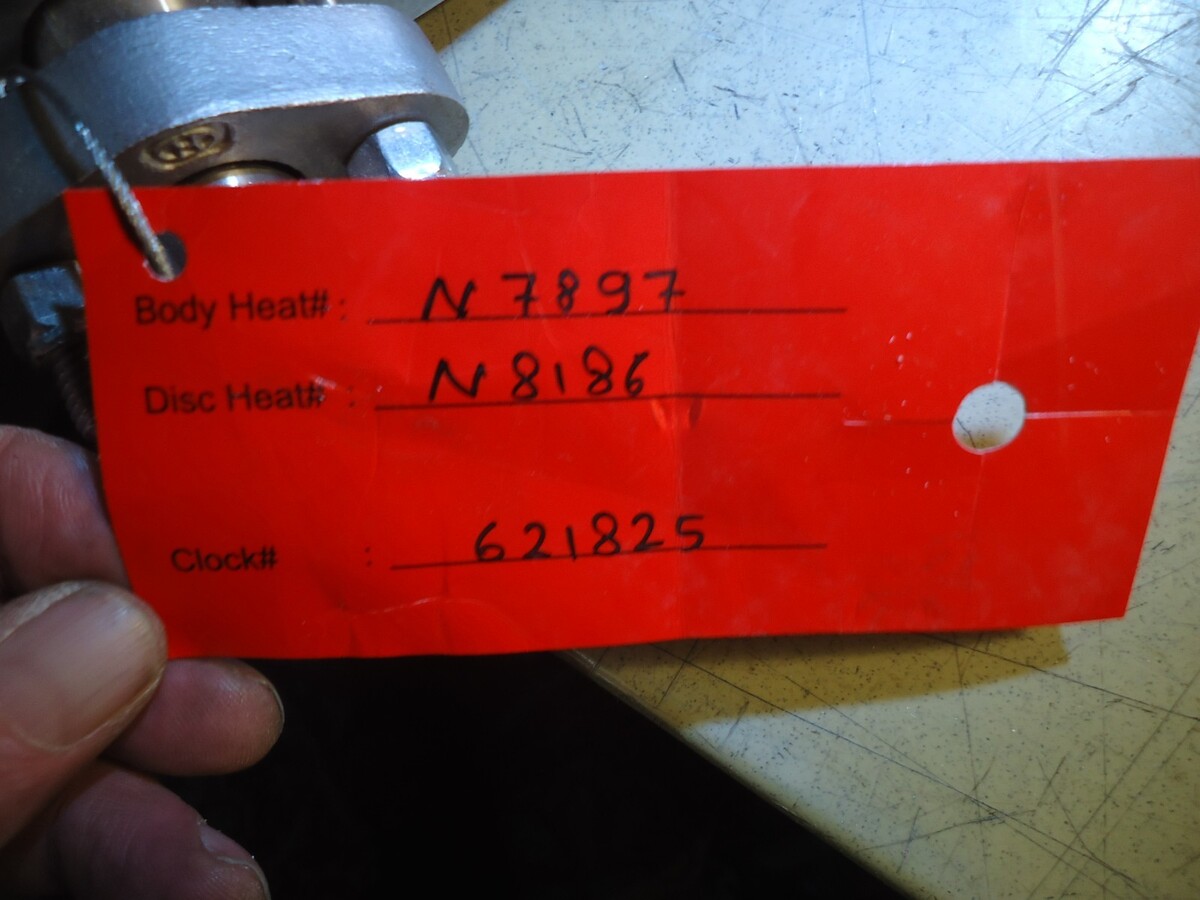 Body Heat# : N7897
Disc Heat# : N8186
Clock# : 621825